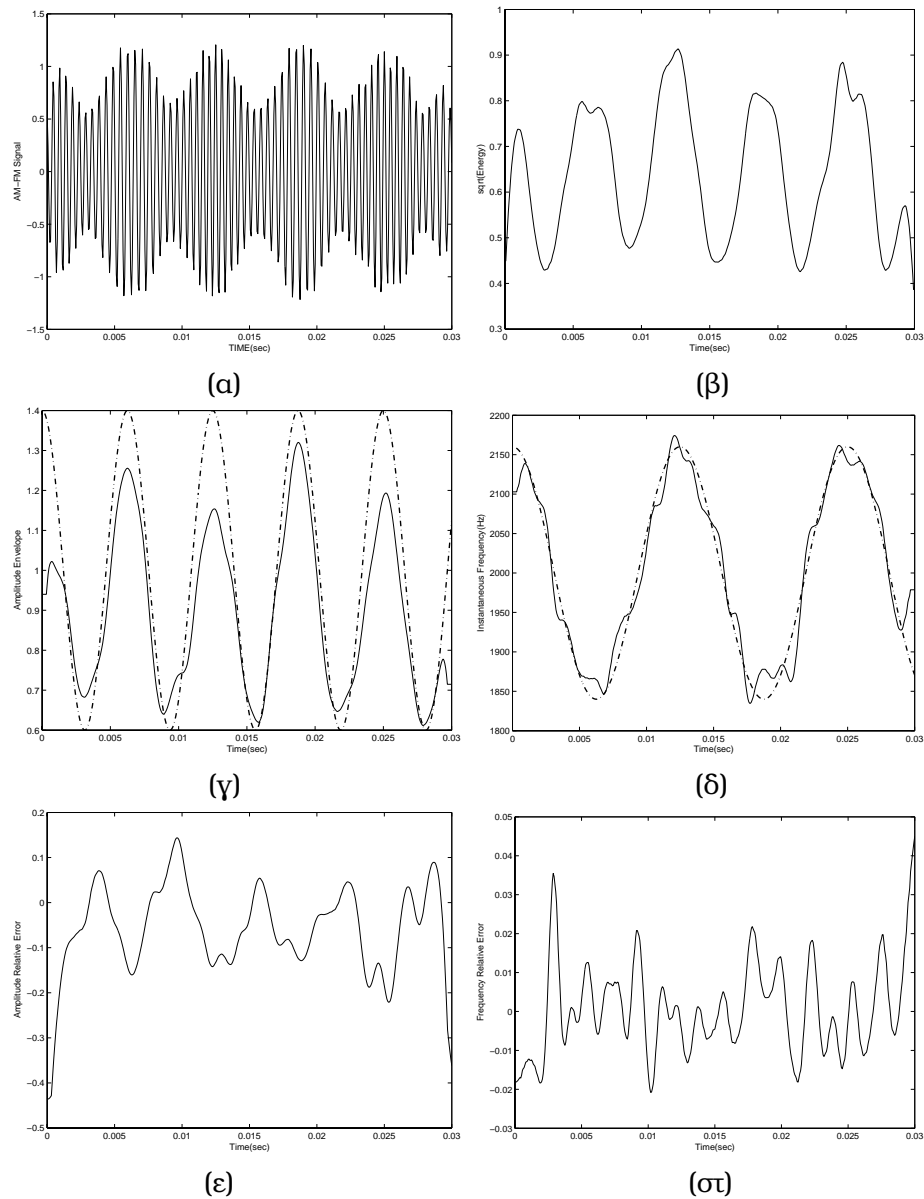 1.5
1
0.5
0
−0.5
−1
−1.5
AM−FM Signal
0 0.005 0.01 0.015 0.02 0.025 0.03
TIME(sec)
(α)
1
0.9
0.8
0.7
0.6
0.5
0.4
0.3
sqrt(Energy)
0 0.005 0.01 0.015 0.02 0.025 0.03
Time(sec)
(β)
1.4
1.3
1.2
1.1
1
0.9
0.8
0.7
0.6
Amplitude Envelope
0 0.005 0.01 0.015 0.02 0.025 0.03
Time(sec)
(γ)
2200
2150
2100
2050
2000
1950
1900
1850
1800
Instantaneous Frequency(Hz)
0 0.005 0.01 0.015 0.02 0.025 0.03
Time(sec)
(δ)
0.2
0.1
0
−0.1
−0.2
−0.3
−0.4
−0.5
Amplitude Relative Error
0 0.005 0.01 0.015 0.02 0.025 0.03
Time(sec)
(ε)
0.05
0.04
0.03
0.02
0.01
0
−0.01
−0.02
−0.03
Frequency Relative Error
0 0.005 0.01 0.015 0.02 0.025 0.03
Time(sec)
(στ)